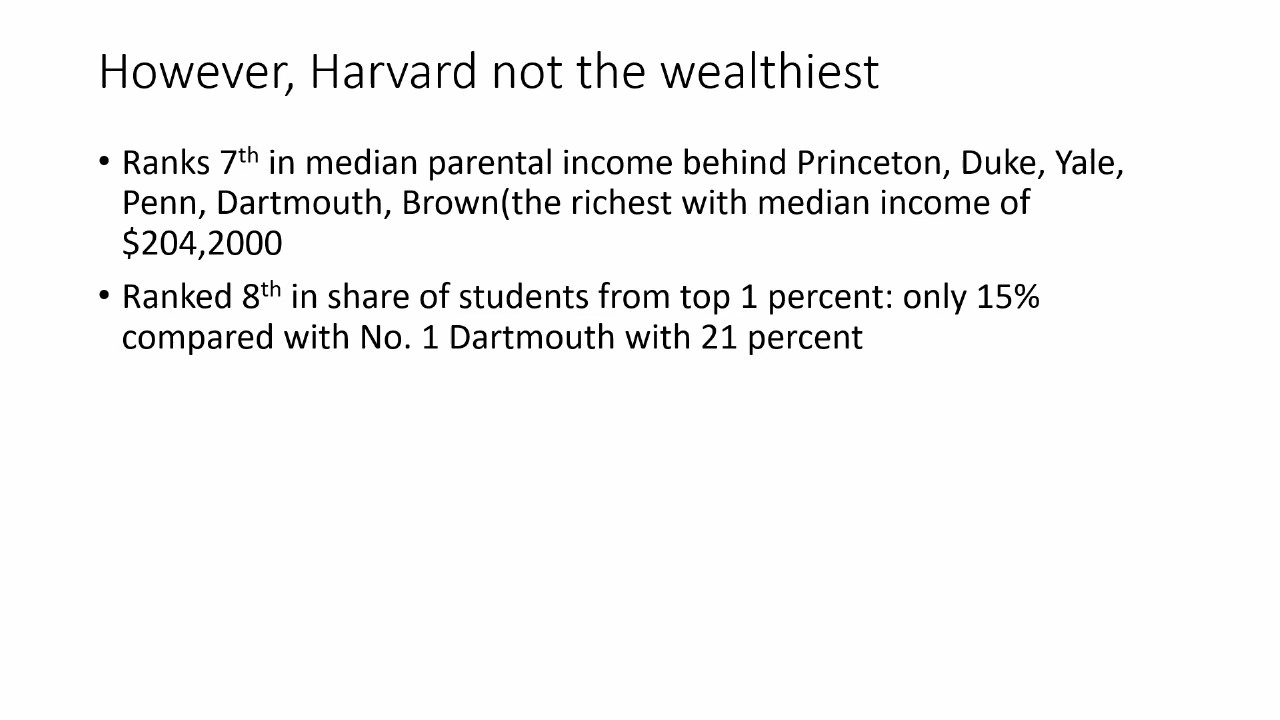 However, Harvard not the wealthiest
• Ranks 7th in median parental income behind Princeton, Duke, Yale,
Penn, Dartmouth, Brown(the richest with median income of
$204,2000
• Ranked 8th in share of students from top 1 percent: only 15%
compared with No. 1 Dartmouth with 21 percent